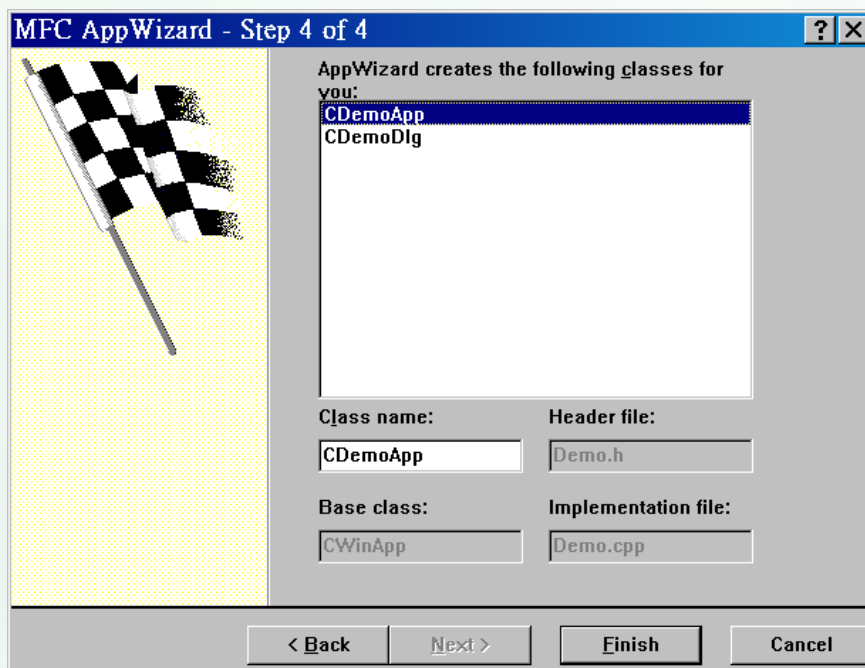 MFC AppWizard - Step 4 of 4
AppWizard creates the following classes for
you:
CDemoApp
CDemoDlg
Class name:
Header file:
CDemoApp
Demo.h
Base class:
Implementation file:
CWinApp
Demo.cpp
< Back
Next >
Finish
Cancel